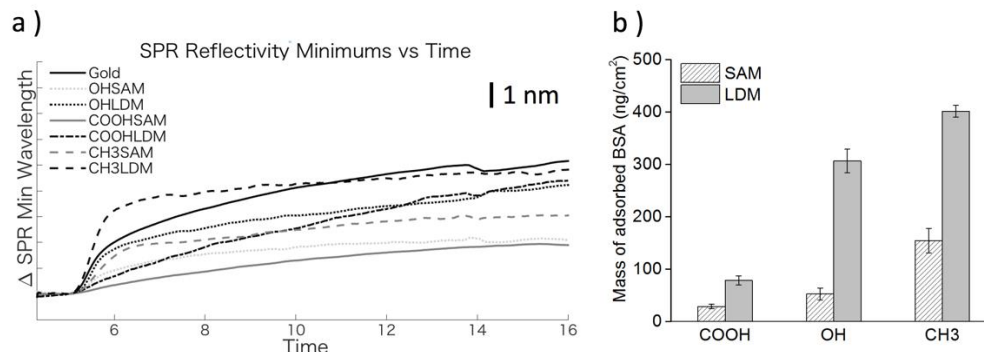 a )
SPR Reflectivity Minimums vs Time
Gold
OHSAM
OHLDM
COOHSAM
COOHLDM
CH3SAM
CH3LDM
1 nm
Δ SPR Min Wavelength
6 8 10 12 14 16
Time
b )
SAM
LDM
Mass of adsorbed BSA (ng/cm²)
500
400
300
200
100
0
COOH OH CH3